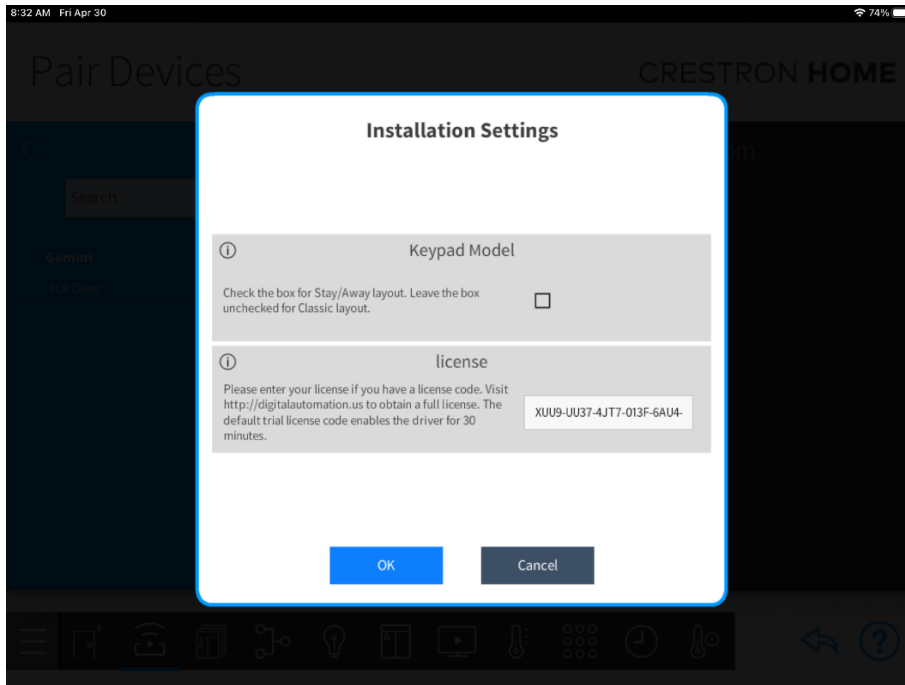 8:32 AM Fri Apr 30
74%
Pair Devices
CRESTRON HOME
Installation Settings
Search
Gemini
TCP Client
Keypad Model
Check the box for Stay/Away layout. Leave the box
unchecked for Classic layout.
license
Please enter your license if you have a license code. Visit
http://digitalautomation.us to obtain a full license. The
default trial license code enables the driver for 30
minutes.
XUU9-UU37-4JT7-013F-6AU4-
OK
Cancel
?